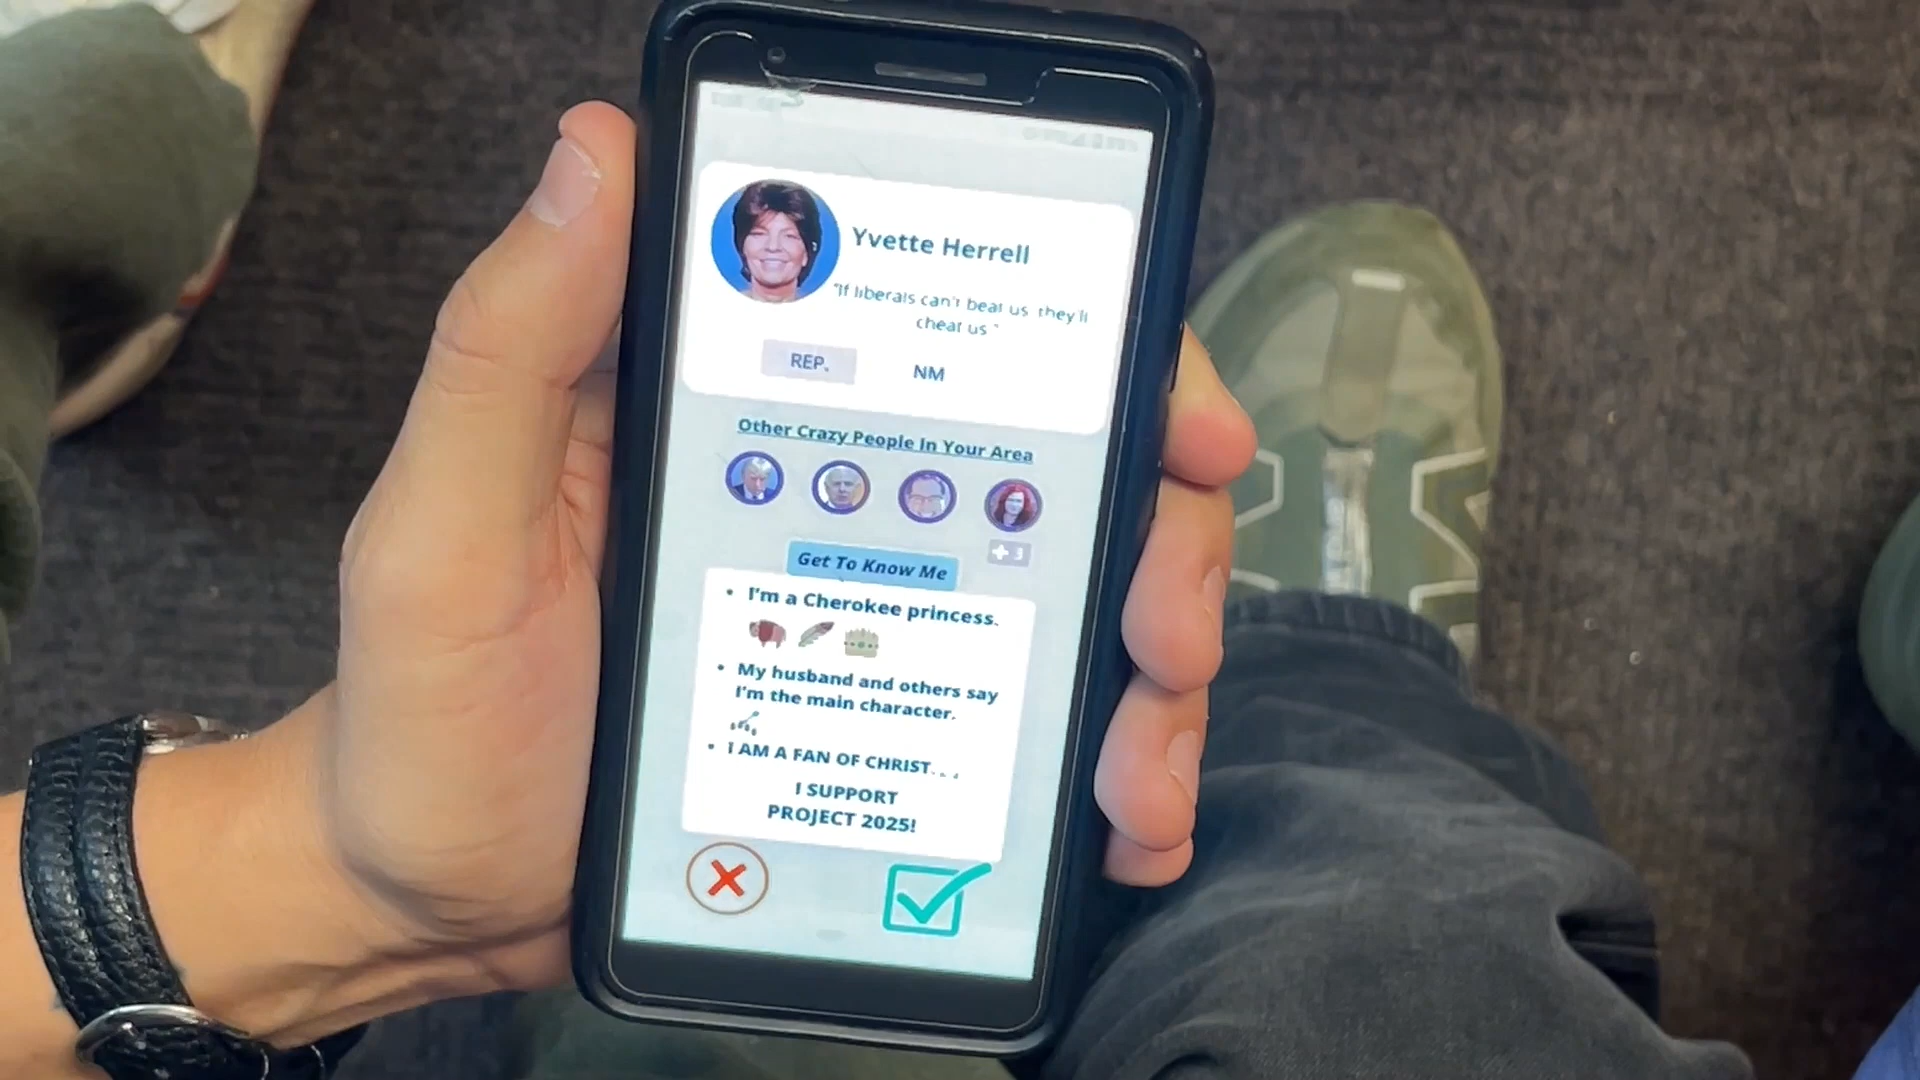 Yvette Herrell
"If liberals can't beat us they'll
cheat us "
REP.
NM
Other Crazy People In Your Area
+ 3
Get To Know Me
• I'm a Cherokee princess.
• My husband and others say
I'm the main character.
• I AM A FAN OF CHRIST. . .
I SUPPORT
PROJECT 2025!